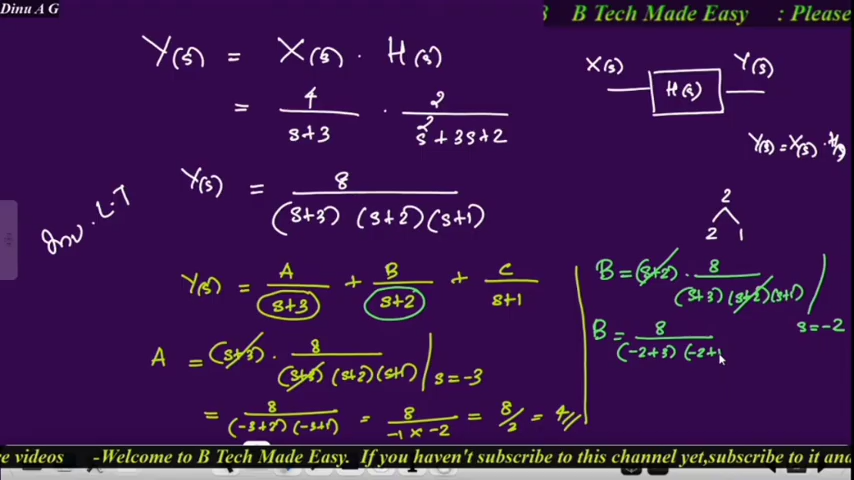 Dinu A G
B B Tech Made Easy : Please
Y(s) = X(s) . H(s)
= 4/(s+3) . 2/(s²+3s+2)
Y(s) = 8/((s+3) (s+2)(s+1))
Inv. L.T
X(s) H(s) Y(s)
Y(s) = X(s) . H(s)
2
2 1
Y(s) = A/(s+3) + B/(s+2) + C/(s+1)
A = (s+3) . 8/((s+3) (s+2)(s+1)) | s=-3
= 8/((-3+2) (-3+1)) = 8/(-1 × -2) = 8/2 = 4//
B = (s+2) . 8/((s+3)(s+2)(s+1)) | s=-2
B = 8/((-2+3) (-2+1
re videos -Welcome to B Tech Made Easy. If you haven't subscribe to this channel yet,subscribe to it and